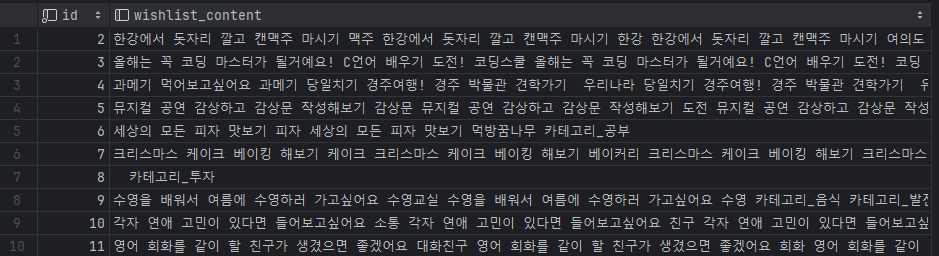 id wishlist_content
1 2 한강에서 돗자리 깔고 캔맥주 마시기 맥주 한강에서 돗자리 깔고 캔맥주 마시기 한강 한강에서 돗자리 깔고 캔맥주 마시기 여의도
2 3 올해는 꼭 코딩 마스터가 될거예요! C언어 배우기 도전! 코딩스쿨 올해는 꼭 코딩 마스터가 될거예요! C언어 배우기 도전! 코딩
3 4 과메기 먹어보고싶어요 과메기 당일치기 경주여행! 경주 박물관 견학가기 우리나라 당일치기 경주여행! 경주 박물관 견학가기
4 5 뮤지컬 공연 감상하고 감상문 작성해보기 감상문 뮤지컬 공연 감상하고 감상문 작성해보기 도전 뮤지컬 공연 감상하고 감상문
5 6 세상의 모든 피자 맛보기 피자 세상의 모든 피자 맛보기 먹방꿈나무 카테고리_공부
6 7 크리스마스 케이크 베이킹 해보기 케이크 크리스마스 케이크 베이킹 해보기 베이커리 크리스마스 케이크 베이킹 해보기 크리스마스
7 8 카테고리_투자
8 9 수영을 배워서 여름에 수영하러 가고싶어요 수영교실 수영을 배워서 여름에 수영하러 가고싶어요 수영 카테고리_음식 카테고리_발전
9 10 각자 연애 고민이 있다면 들어보고싶어요 소통 각자 연애 고민이 있다면 들어보고싶어요 친구 각자 연애 고민이 있다면 들어보고싶어
10 11 영어 회화를 같이 할 친구가 생겼으면 좋겠어요 대화친구 영어 회화를 같이 할 친구가 생겼으면 좋겠어요 회화 영어 회화를 같이